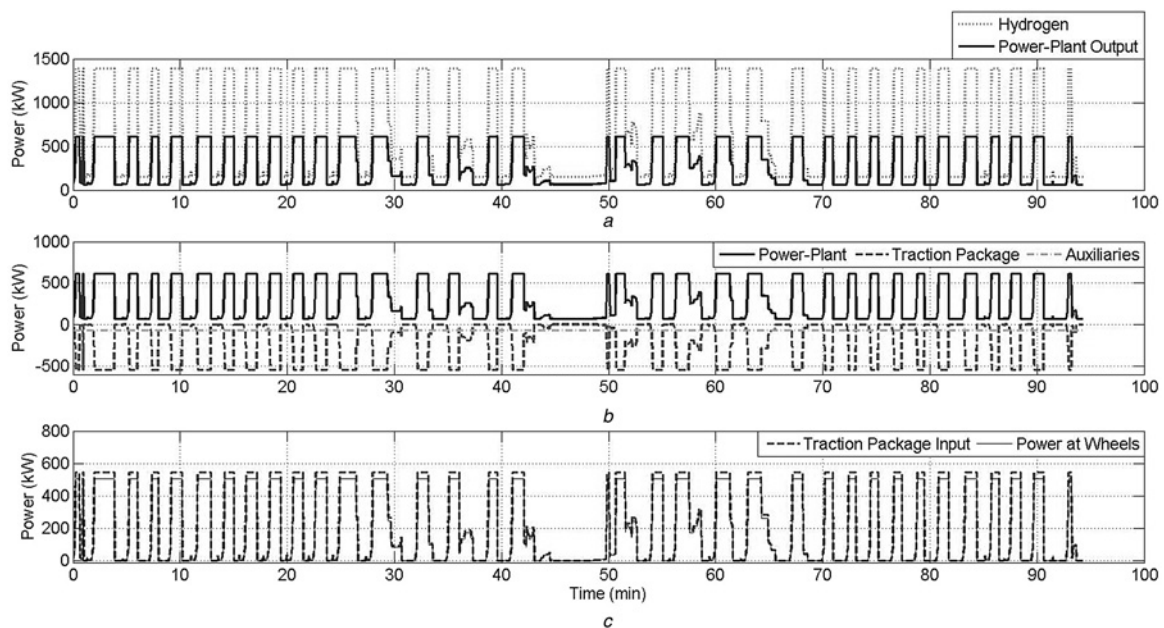 Hydrogen
Power-Plant Output
1500
1000
500
0
Power (kW)
0 10 20 30 40 50 60 70 80 90 100
a
1000
500
0
-500
Power (kW)
Power-Plant Traction Package Auxiliaries
0 10 20 30 40 50 60 70 80 90 100
b
800
600
400
200
0
Power (kW)
Traction Package Input Power at Wheels
0 10 20 30 40 50 60 70 80 90 100
Time (min)
c